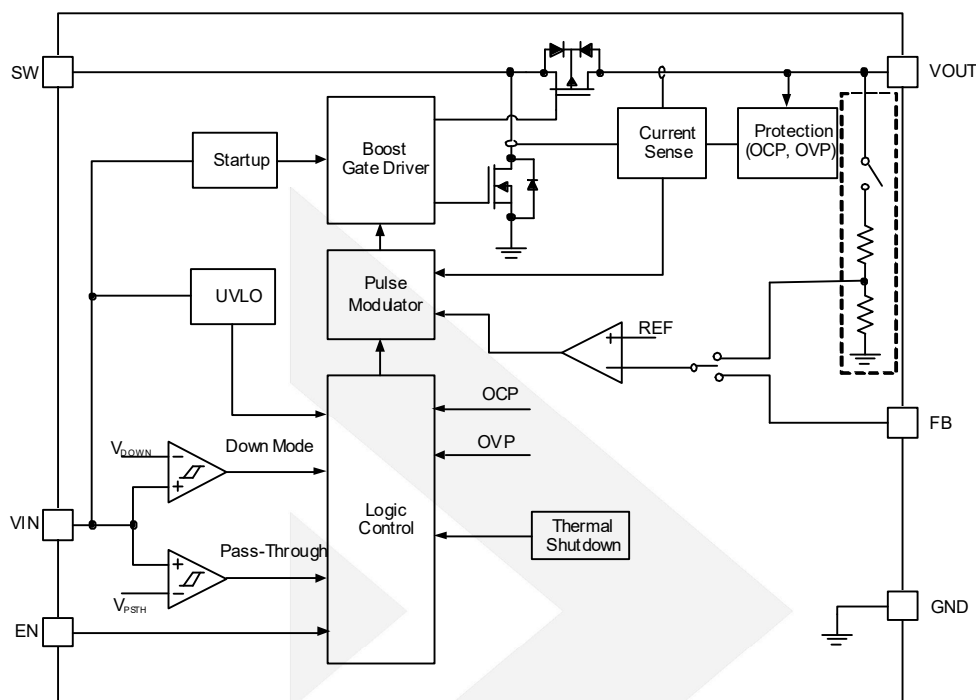 SW
VOUT
Startup
Boost
Gate Driver
Current
Sense
Protection
(OCP, OVP)
UVLO
Pulse
Modulator
REF
OCP
FB
OVP
VDOWN
Down Mode
VIN
Logic
Control
Thermal
Shutdown
Pass-Through
VPSTH
EN
GND